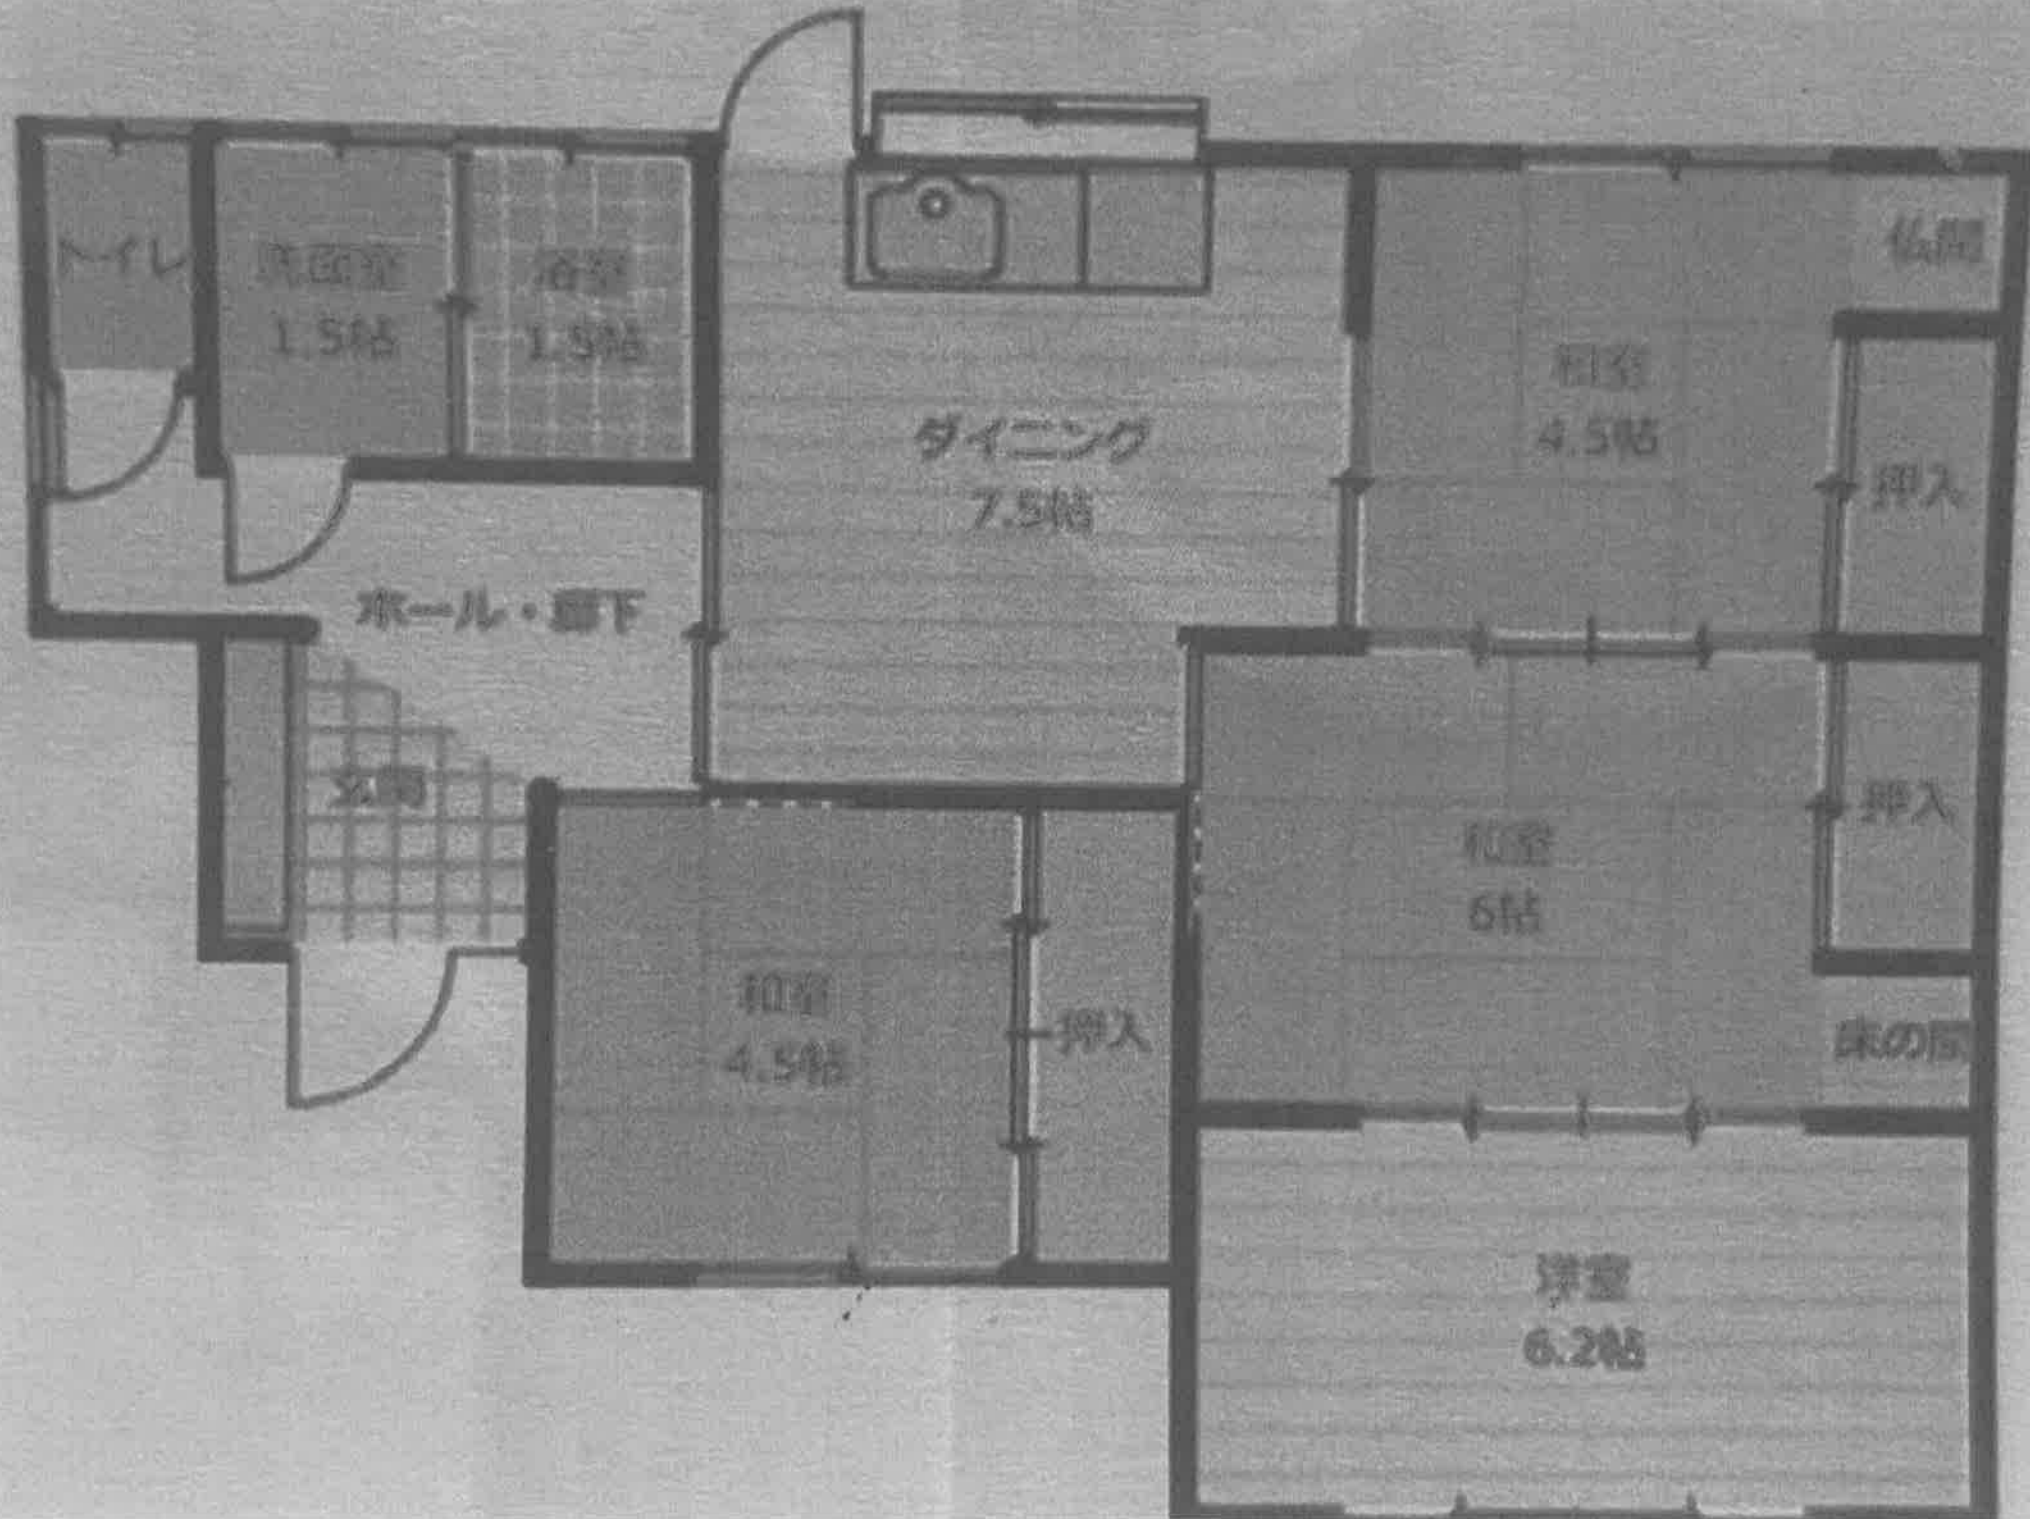 トイレ
洗面室
1.5帖
浴室
1.5帖
ダイニング
7.5帖
和室
4.5帖
仏間
押入
ホール・廊下
玄関
和室
4.5帖
押入
和室
6帖
押入
床の間
洋室
6.2帖